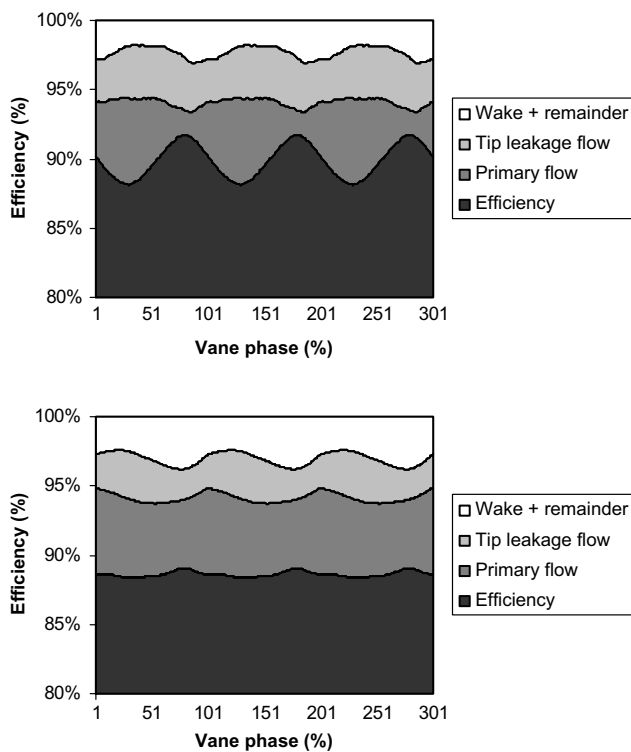 100%
95%
90%
85%
80%
Efficiency (%)
1 51 101 151 201 251 301
Vane phase (%)
Wake + remainder
Tip leakage flow
Primary flow
Efficiency
100%
95%
90%
85%
80%
Efficiency (%)
1 51 101 151 201 251 301
Vane phase (%)
Wake + remainder
Tip leakage flow
Primary flow
Efficiency